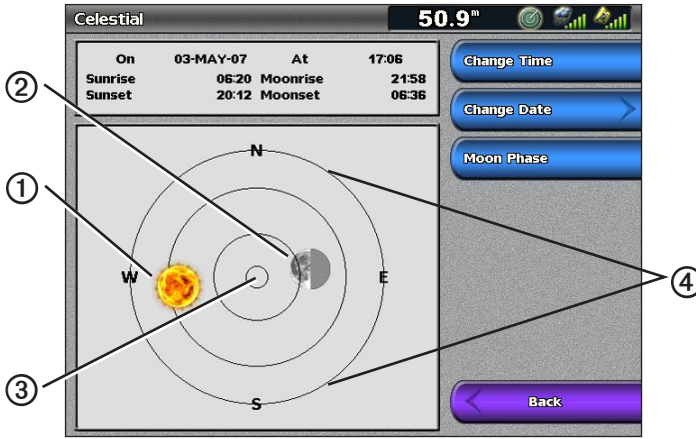 Celestial 50.9"
On 03-MAY-07 At 17:06
Sunrise 06:20 Moonrise 21:58
Sunset 20:12 Moonset 06:36
Change Time
Change Date
Moon Phase
N
W E
S
Back
①
②
③
④